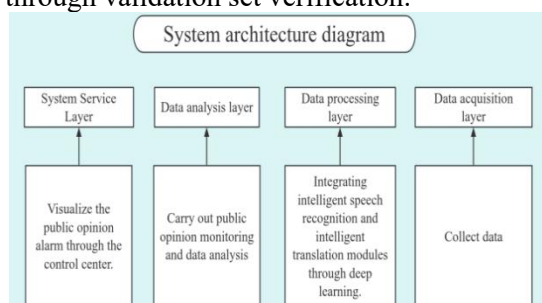 through validation set verification.
System architecture diagram
System Service
Layer
Data analysis layer
Data processing
layer
Data acquisition
layer
Visualize the
public opinion
alarm through the
control center.
Carry out public
opinion monitoring
and data analysis
Integrating
intelligent speech
recognition and
intelligent
translation modules
through deep
learning.
Collect data